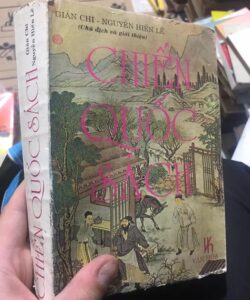 GIẢN CHI - NGUYỄN HIẾN LÊ
(Chú dịch và giới thiệu)
CHIẾN
QUỐC
SÁCH
Giản Chi
Nguyễn Hiến Lê
CHIẾN QUỐC SÁCH